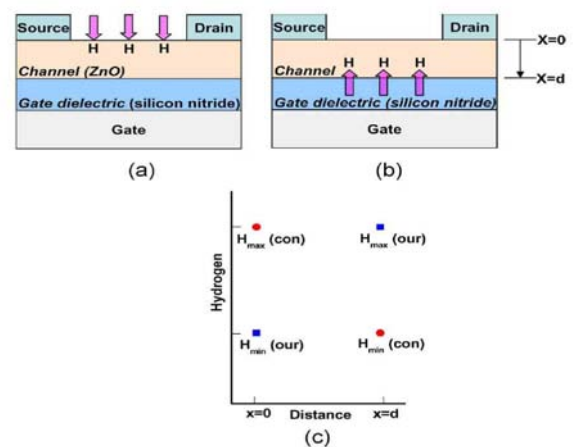 Source
Drain
H H H
Channel (ZnO)
Gate dielectric (silicon nitride)
Gate
(a)
Source
Drain
X=0
H H H
Channel
X=d
Gate dielectric (silicon nitride)
Gate
(b)
Hydrogen
Hmax (con)
Hmax (our)
Hmin (our)
Hmin (con)
x=0 Distance x=d
(c)